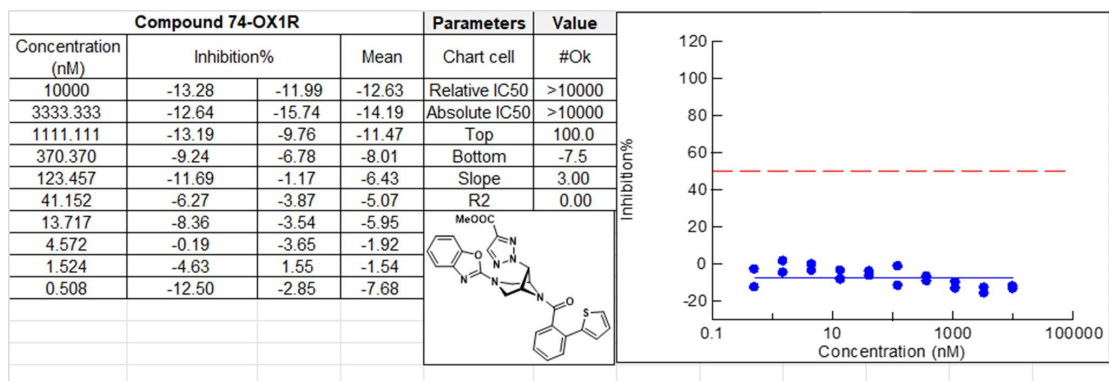 Compound 74-OX1R Parameters Value
Concentration (nM) Inhibition% Mean Chart cell #Ok
10000 -13.28 -11.99 -12.63 Relative IC50 >10000
3333.333 -12.64 -15.74 -14.19 Absolute IC50 >10000
1111.111 -13.19 -9.76 -11.47 Top 100.0
370.370 -9.24 -6.78 -8.01 Bottom -7.5
123.457 -11.69 -1.17 -6.43 Slope 3.00
41.152 -6.27 -3.87 -5.07 R2 0.00
13.717 -8.36 -3.54 -5.95
4.572 -0.19 -3.65 -1.92
1.524 -4.63 1.55 -1.54
0.508 -12.50 -2.85 -7.68
MeOOC
N
N
N
O
N
N
N
O
S
120
100
80
60
40
20
0
-20
Inhibition%
0.1 10 1000 100000
Concentration (nM)